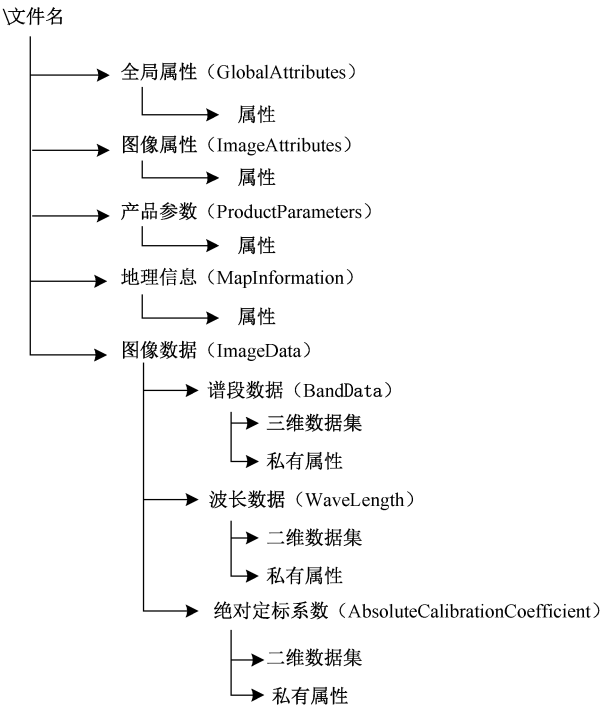 \文件名
全局属性（GlobalAttributes）
属性
图像属性（ImageAttributes）
属性
产品参数（ProductParameters）
属性
地理信息（MapInformation）
属性
图像数据（ImageData）
谱段数据（BandData）
三维数据集
私有属性
波长数据（WaveLength）
二维数据集
私有属性
绝对定标系数（AbsoluteCalibrationCoefficient）
二维数据集
私有属性